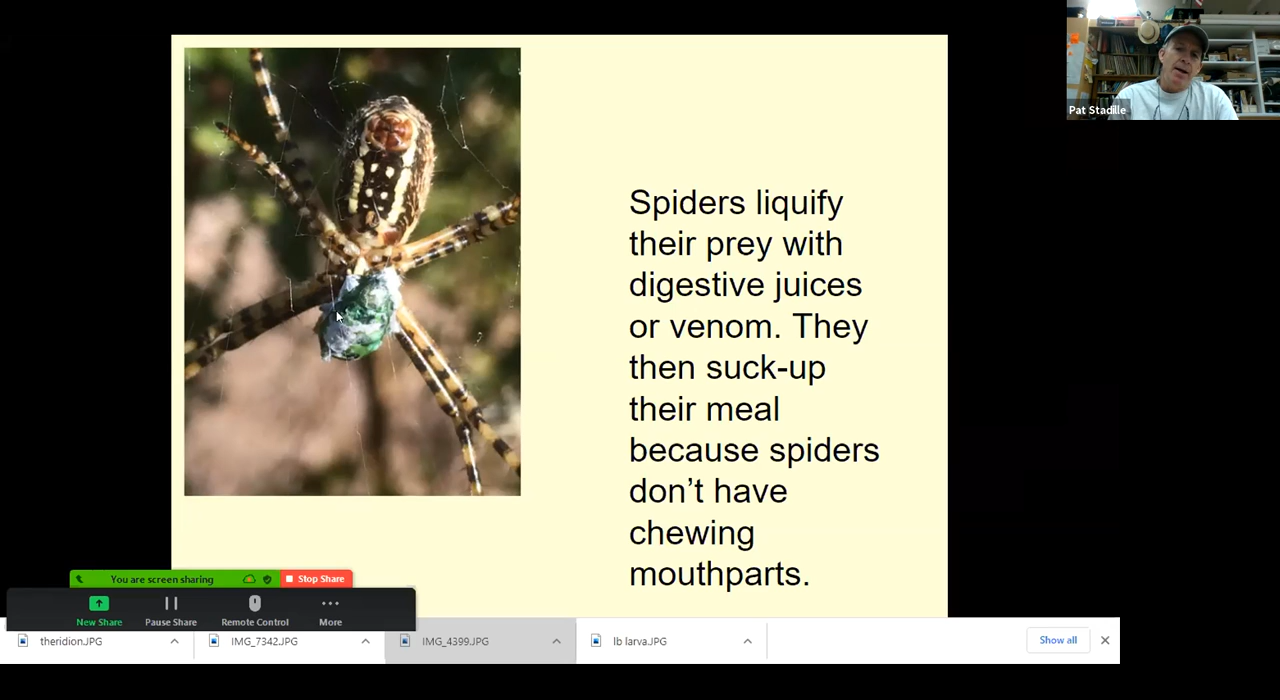 Pat Stadille
Spiders liquify
their prey with
digestive juices
or venom. They
then suck-up
their meal
because spiders
don’t have
chewing
mouthparts.
You are screen sharing
Stop Share
New Share
Pause Share
Remote Control
More
theridion.JPG
IMG_7342.JPG
IMG_4399.JPG
lb larva.JPG
Show all